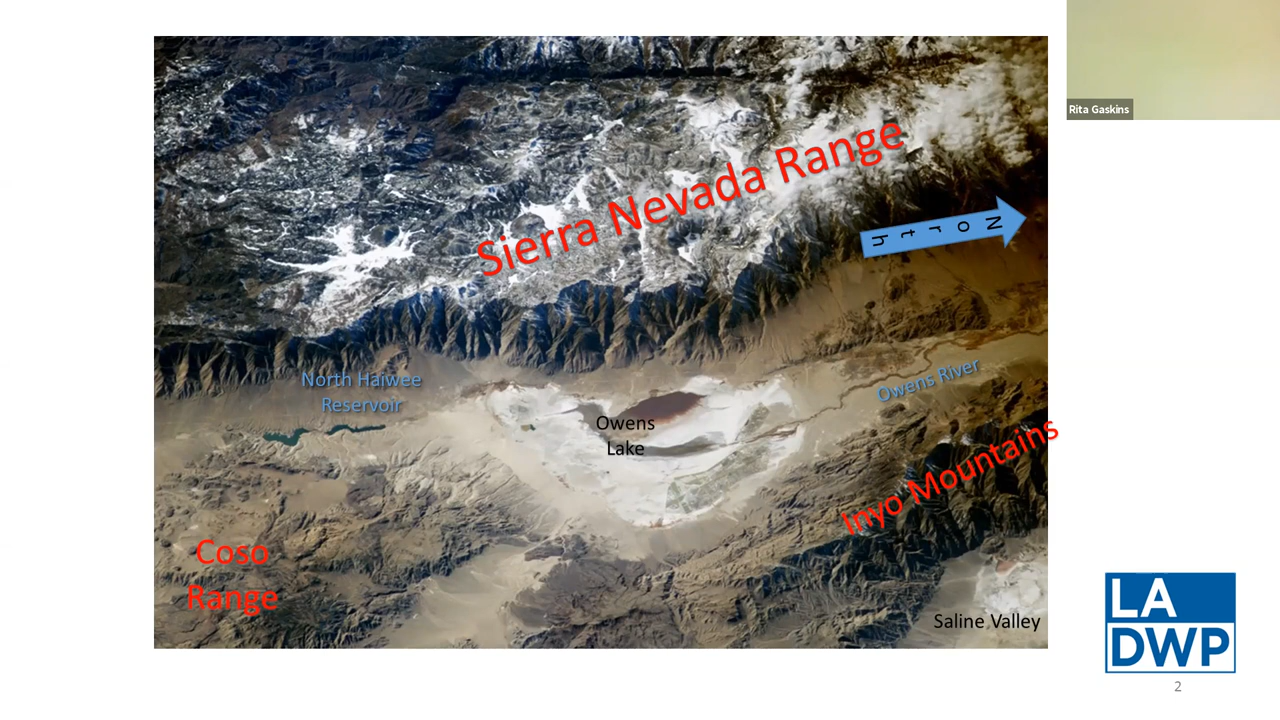 Rita Gaskins
Sierra Nevada Range
North
North Haiwee
Reservoir
Owens River
Owens
Lake
Inyo Mountains
Coso
Range
Saline Valley
LA
DWP
2